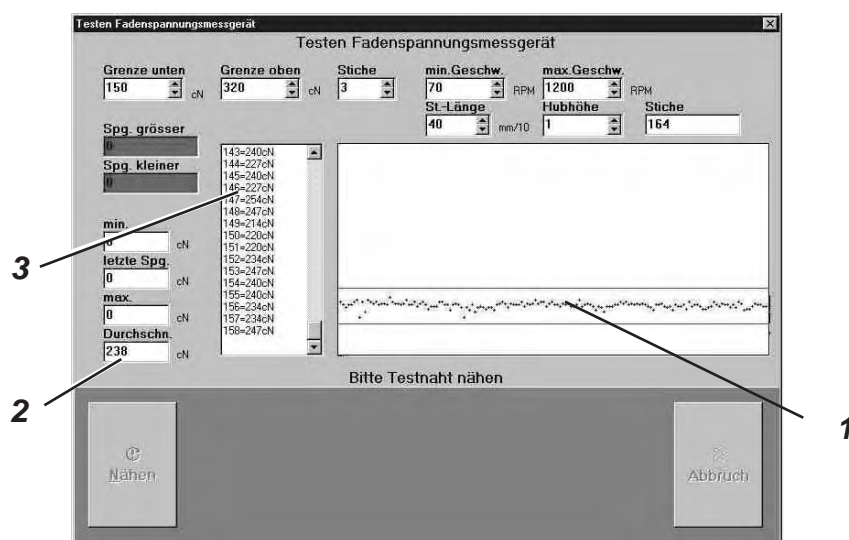 Testen Fadenspannungsmessgerät
Testen Fadenspannungsmessgerät
Grenze unten Grenze oben Stiche min.Geschw. max.Geschw.
150 cN 320 cN 3 70 RPM 1200 RPM
St.-Länge Hubhöhe Stiche
40 mm/10 1 164
Spg. grösser
0
Spg. kleiner
0
min.
0 cN
letzte Spg.
0 cN
max.
0 cN
Durchschn.
238 cN
143=240cN
144=227cN
145=240cN
146=227cN
147=254cN
148=247cN
149=214cN
150=220cN
151=220cN
152=234cN
153=247cN
154=240cN
155=240cN
156=234cN
157=234cN
158=247cN
3
2
1
Bitte Testnaht nähen
Nähen
Abbruch